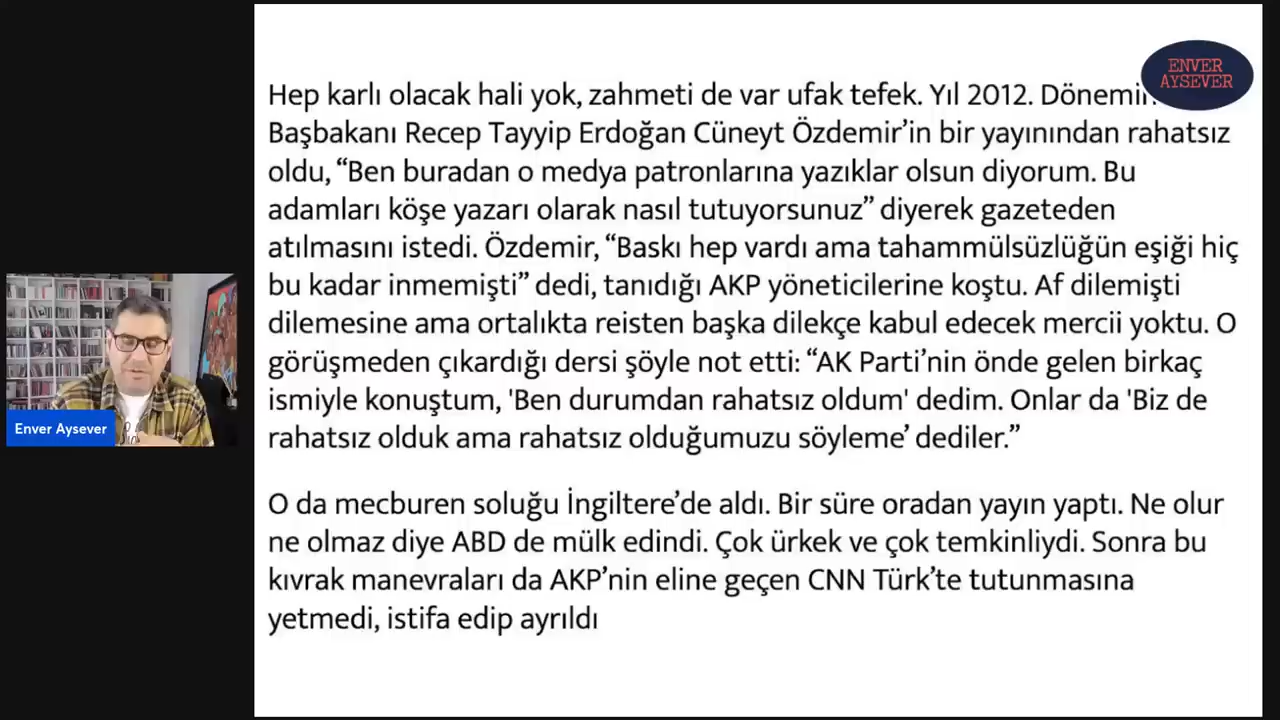 ENVER
AYSEVER
Hep karlı olacak hali yok, zahmeti de var ufak tefek. Yıl 2012.
Başbakanı Recep Tayyip Erdoğan Cüneyt Özdemir’in bir yayınından rahatsız
oldu, “Ben buradan o medya patronlarına yazıklar olsun diyorum. Bu
adamları köşe yazarı olarak nasıl tutuyorsunuz” diyerek gazeteden
atılmasını istedi. Özdemir, “Baskı hep vardı ama tahammülsüzlüğün eşiği hiç
bu kadar inmemişti” dedi, tanıdığı AKP yöneticilerine koştu. Af dilemişti
dilemesine ama ortalıkta reisten başka dilekçe kabul edecek mercii yoktu. O
görüşmeden çıkardığı dersi şöyle not etti: “AK Parti’nin önde gelen birkaç
ismiyle konuştum, 'Ben durumdan rahatsız oldum' dedim. Onlar da 'Biz de
rahatsız olduk ama rahatsız olduğumuzu söyleme’ dediler.”
O da mecburen soluğu İngiltere’de aldı. Bir süre oradan yayın yaptı. Ne olur
ne olmaz diye ABD de mülk edindi. Çok ürkek ve çok temkinliydi. Sonra bu
kıvrak manevraları da AKP’nin eline geçen CNN Türk’te tutunmasına
yetmedi, istifa edip ayrıldı
Enver Aysever